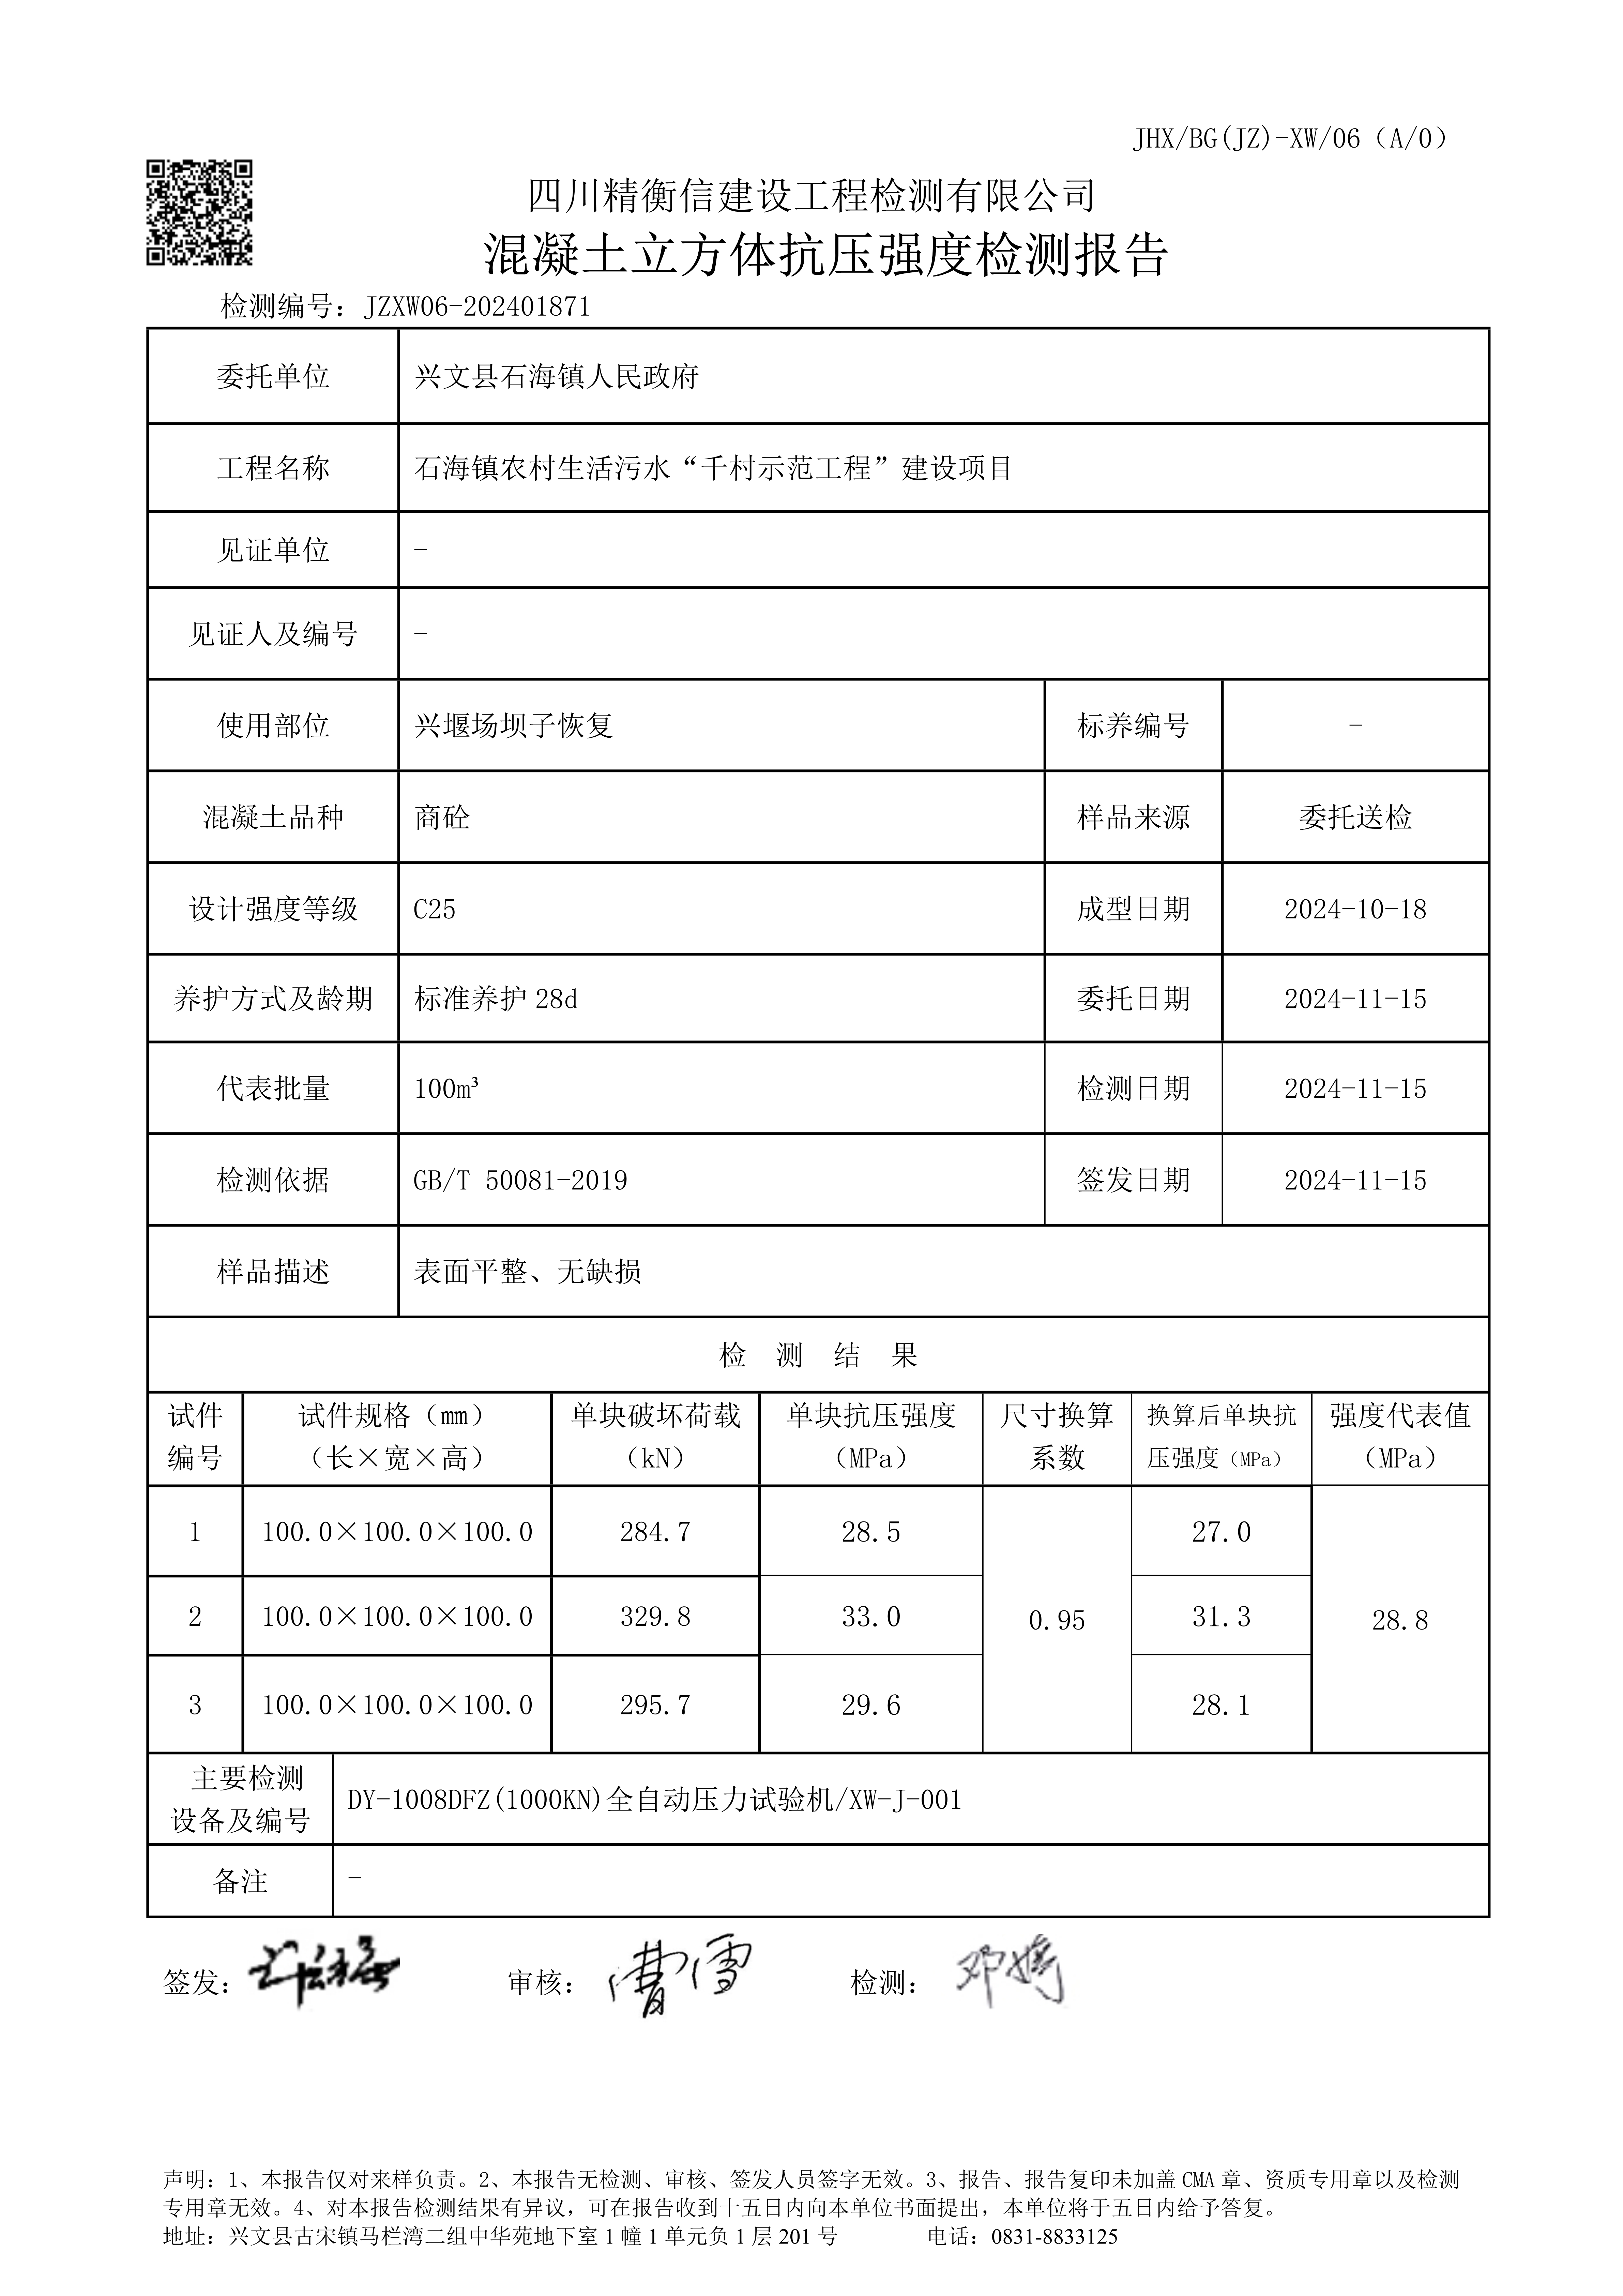 JHX/BG(JZ)-XW/06（A/0）
四川精衡信建设工程检测有限公司
混凝土立方体抗压强度检测报告
检测编号：JZXW06-202401871
委托单位 兴文县石海镇人民政府
工程名称 石海镇农村生活污水“千村示范工程”建设项目
见证单位 -
见证人及编号 -
使用部位 兴堰场坝子恢复 标养编号 -
混凝土品种 商砼 样品来源 委托送检
设计强度等级 C25 成型日期 2024-10-18
养护方式及龄期 标准养护 28d 委托日期 2024-11-15
代表批量 100m³ 检测日期 2024-11-15
检测依据 GB/T 50081-2019 签发日期 2024-11-15
样品描述 表面平整、无缺损
检 测 结 果
试件 试件规格（mm） 单块破坏荷载 单块抗压强度 尺寸换算 换算后单块抗 强度代表值
编号 （长×宽×高） （kN） （MPa） 系数 压强度（MPa） （MPa）
1 100.0×100.0×100.0 284.7 28.5 27.0
2 100.0×100.0×100.0 329.8 33.0 0.95 31.3 28.8
3 100.0×100.0×100.0 295.7 29.6 28.1
主要检测
设备及编号 DY-1008DFZ(1000KN)全自动压力试验机/XW-J-001
备注 -
签发： 审核：曹雪 检测：邓婷
声明：1、本报告仅对来样负责。2、本报告无检测、审核、签发人员签字无效。3、报告、报告复印未加盖 CMA 章、资质专用章以及检测
专用章无效。4、对本报告检测结果有异议，可在报告收到十五日内向本单位书面提出，本单位将于五日内给予答复。
地址：兴文县古宋镇马栏湾二组中华苑地下室 1 幢 1 单元负 1 层 201 号 电话：0831-8833125